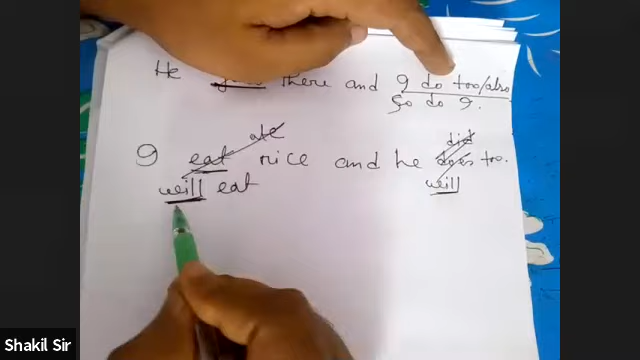 He goes there and I do too/also
So do I.
ate did
I eat rice and he does too.
will eat will
Shakil Sir